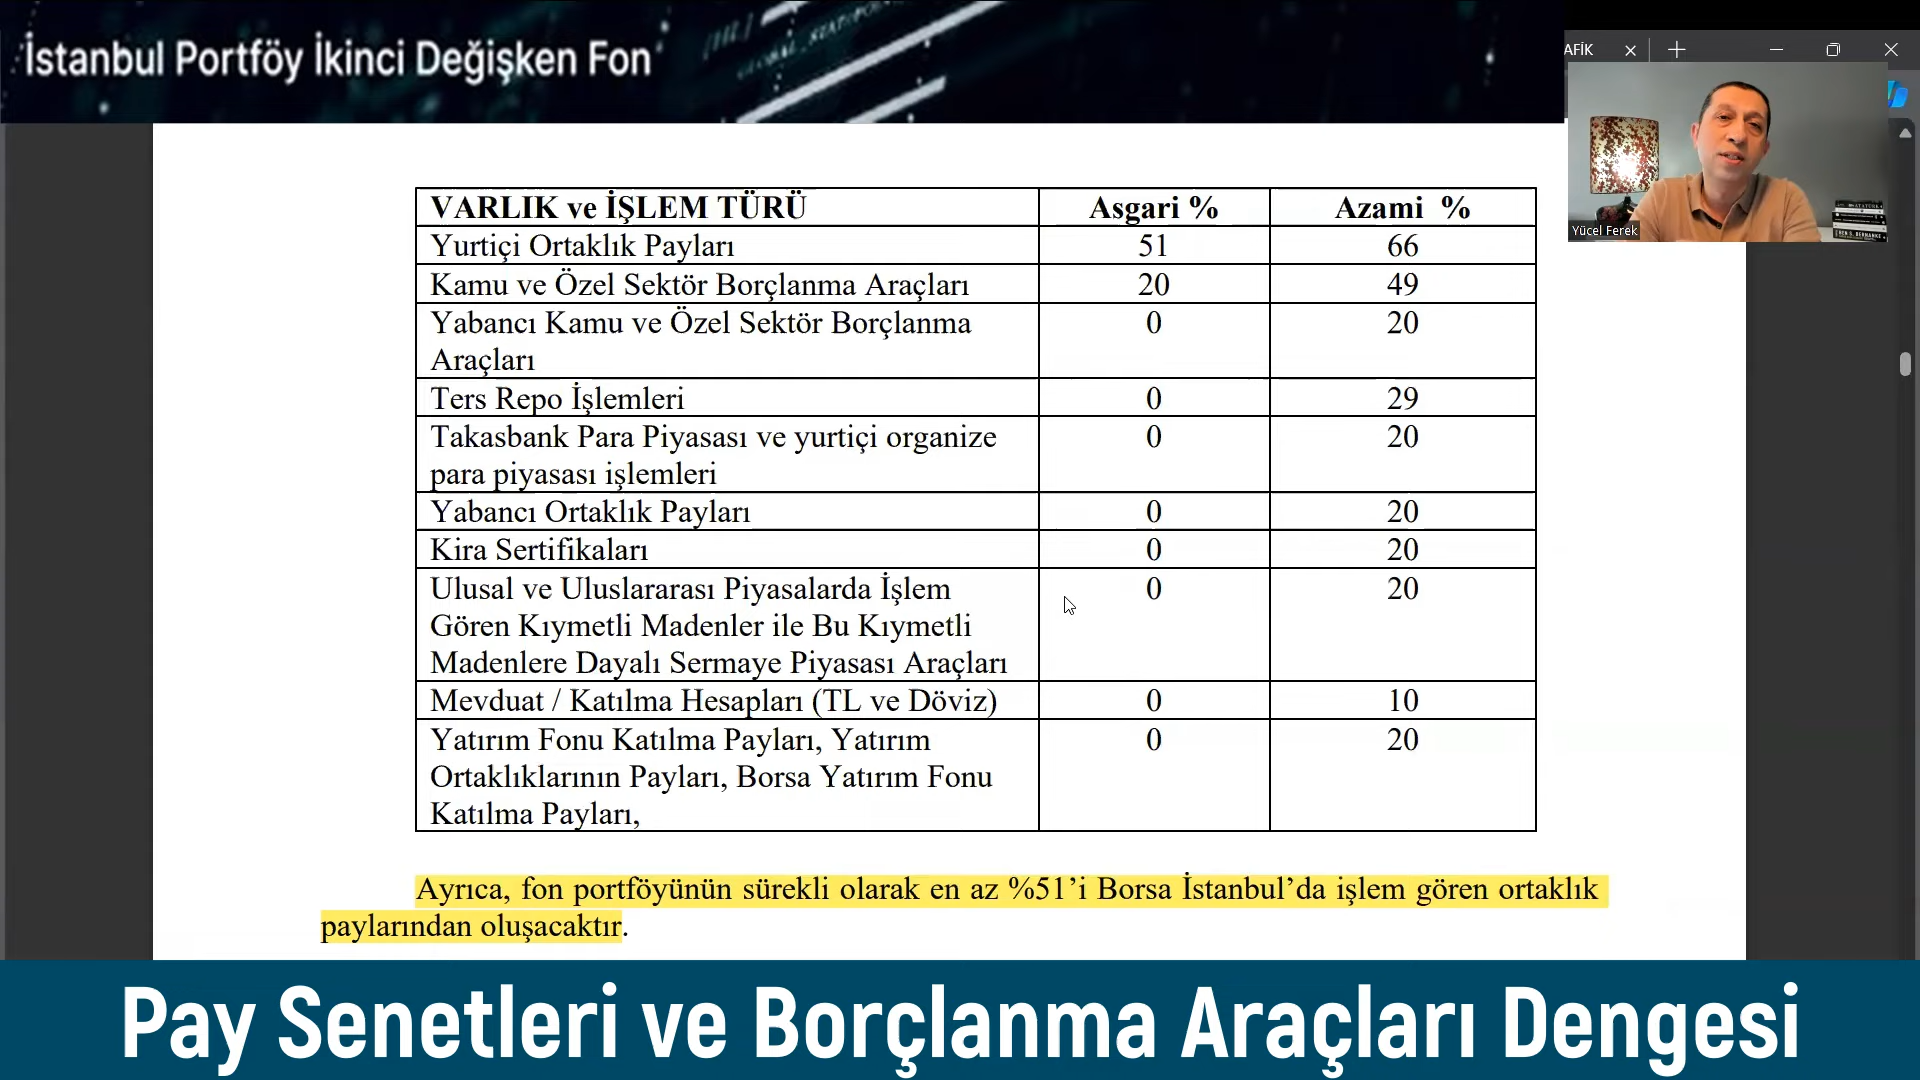 İstanbul Portföy İkinci Değişken Fon
AFİK
Yücel Ferek
VARLIK ve İŞLEM TÜRÜ Asgari % Azami %
Yurtiçi Ortaklık Payları 51 66
Kamu ve Özel Sektör Borçlanma Araçları 20 49
Yabancı Kamu ve Özel Sektör Borçlanma 0 20
Araçları
Ters Repo İşlemleri 0 29
Takasbank Para Piyasası ve yurtiçi organize 0 20
para piyasası işlemleri
Yabancı Ortaklık Payları 0 20
Kira Sertifikaları 0 20
Ulusal ve Uluslararası Piyasalarda İşlem 0 20
Gören Kıymetli Madenler ile Bu Kıymetli
Madenlere Dayalı Sermaye Piyasası Araçları
Mevduat / Katılma Hesapları (TL ve Döviz) 0 10
Yatırım Fonu Katılma Payları, Yatırım 0 20
Ortaklıklarının Payları, Borsa Yatırım Fonu
Katılma Payları,
Ayrıca, fon portföyünün sürekli olarak en az %51’i Borsa İstanbul’da işlem gören ortaklık
paylarından oluşacaktır.
Pay Senetleri ve Borçlanma Araçları Dengesi